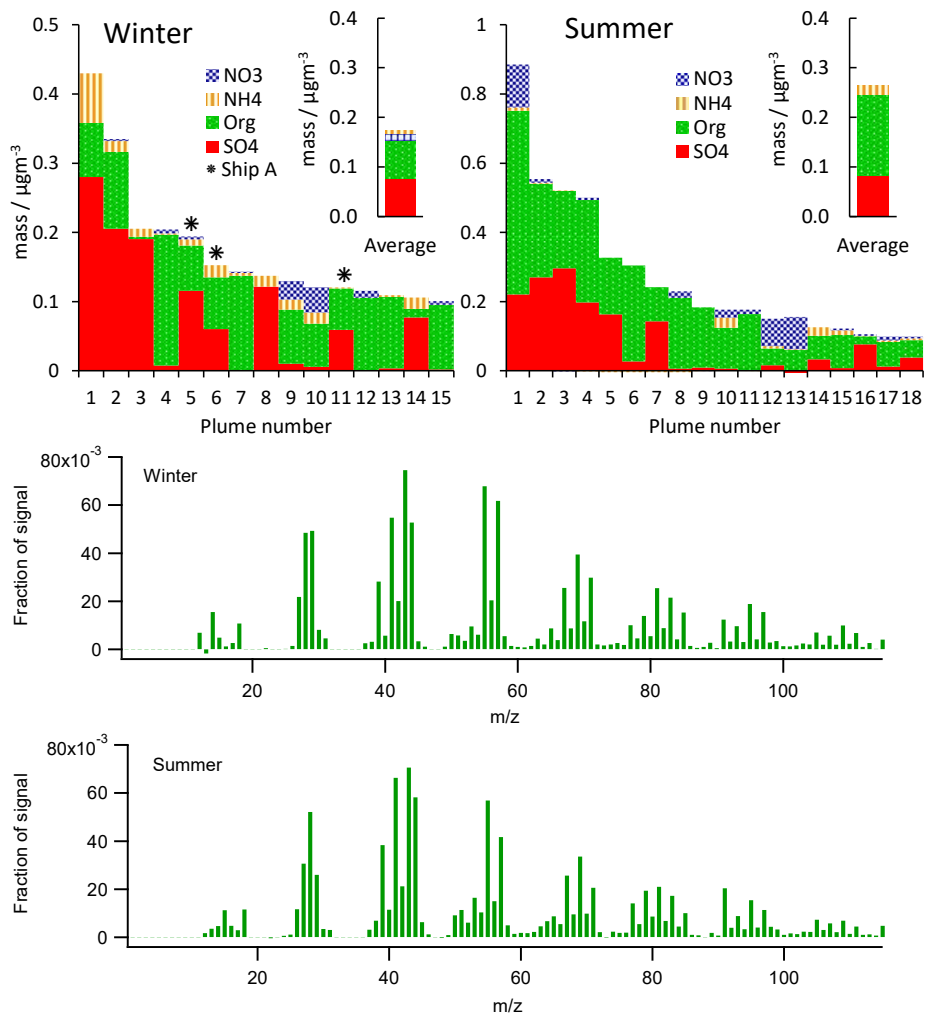 Winter
0.5
0.4
0.3
0.2
0.1
0
mass / µgm-3
NO3
NH4
Org
SO4
* Ship A
* * *
1 2 3 4 5 6 7 8 9 10 11 12 13 14 15
Plume number
0.4
0.3
0.2
0.1
0.0
mass / µgm-3
Average
Summer
1
0.8
0.6
0.4
0.2
0
mass / µgm-3
NO3
NH4
Org
SO4
1 2 3 4 5 6 7 8 9 10 11 12 13 14 15 16 17 18
Plume number
0.4
0.3
0.2
0.1
0.0
mass / µgm-3
Average
80x10-3
60
40
20
0
Fraction of signal
Winter
20 40 60 80 100
m/z
80x10-3
60
40
20
0
Fraction of signal
Summer
20 40 60 80 100
m/z